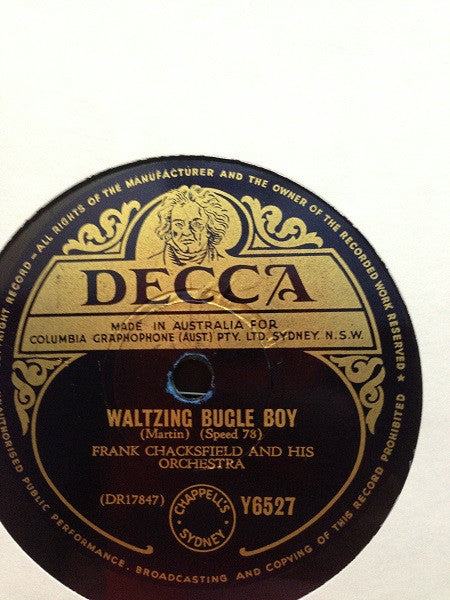 — ALL RIGHTS OF THE MANUFACTURER AND THE OWNER OF THE RECORDED WORK RESERVED
DECCA
MADE IN AUSTRALIA FOR
COLUMBIA GRAPHOPHONE (AUST.) PTY. LTD. SYDNEY. N.S.W.
WALTZING BUGLE BOY
(Martin) (Speed 78)
FRANK CHACKSFIELD AND HIS
ORCHESTRA
(DR17847)
CHAPPELL'S
SYDNEY
Y6527
UNAUTHORISED PUBLIC PERFORMANCE, BROADCASTING AND COPYING OF THIS RECORD PROHIBITED
RECORD